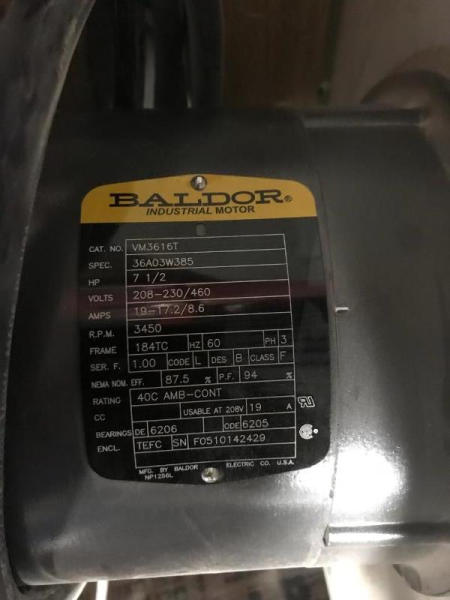 BALDOR®
INDUSTRIAL MOTOR
CAT. NO. VM3616T
SPEC. 36A03W385
HP 7 1/2
VOLTS 208-230/460
AMPS 19-17.2/8.6
R.P.M. 3450
FRAME 184TC HZ 60 PH 3
SER. F. 1.00 CODE L DES B CLASS F
NEMA NOM. EFF. 87.5 % P.F. 94 %
RATING 40C AMB-CONT
CC USABLE AT 208V 19 A
BEARINGS DE 6206 ODE 6205
ENCL. TEFC SN F0510142429
MFG. BY BALDOR ELECTRIC CO. U.S.A.
NP1256L